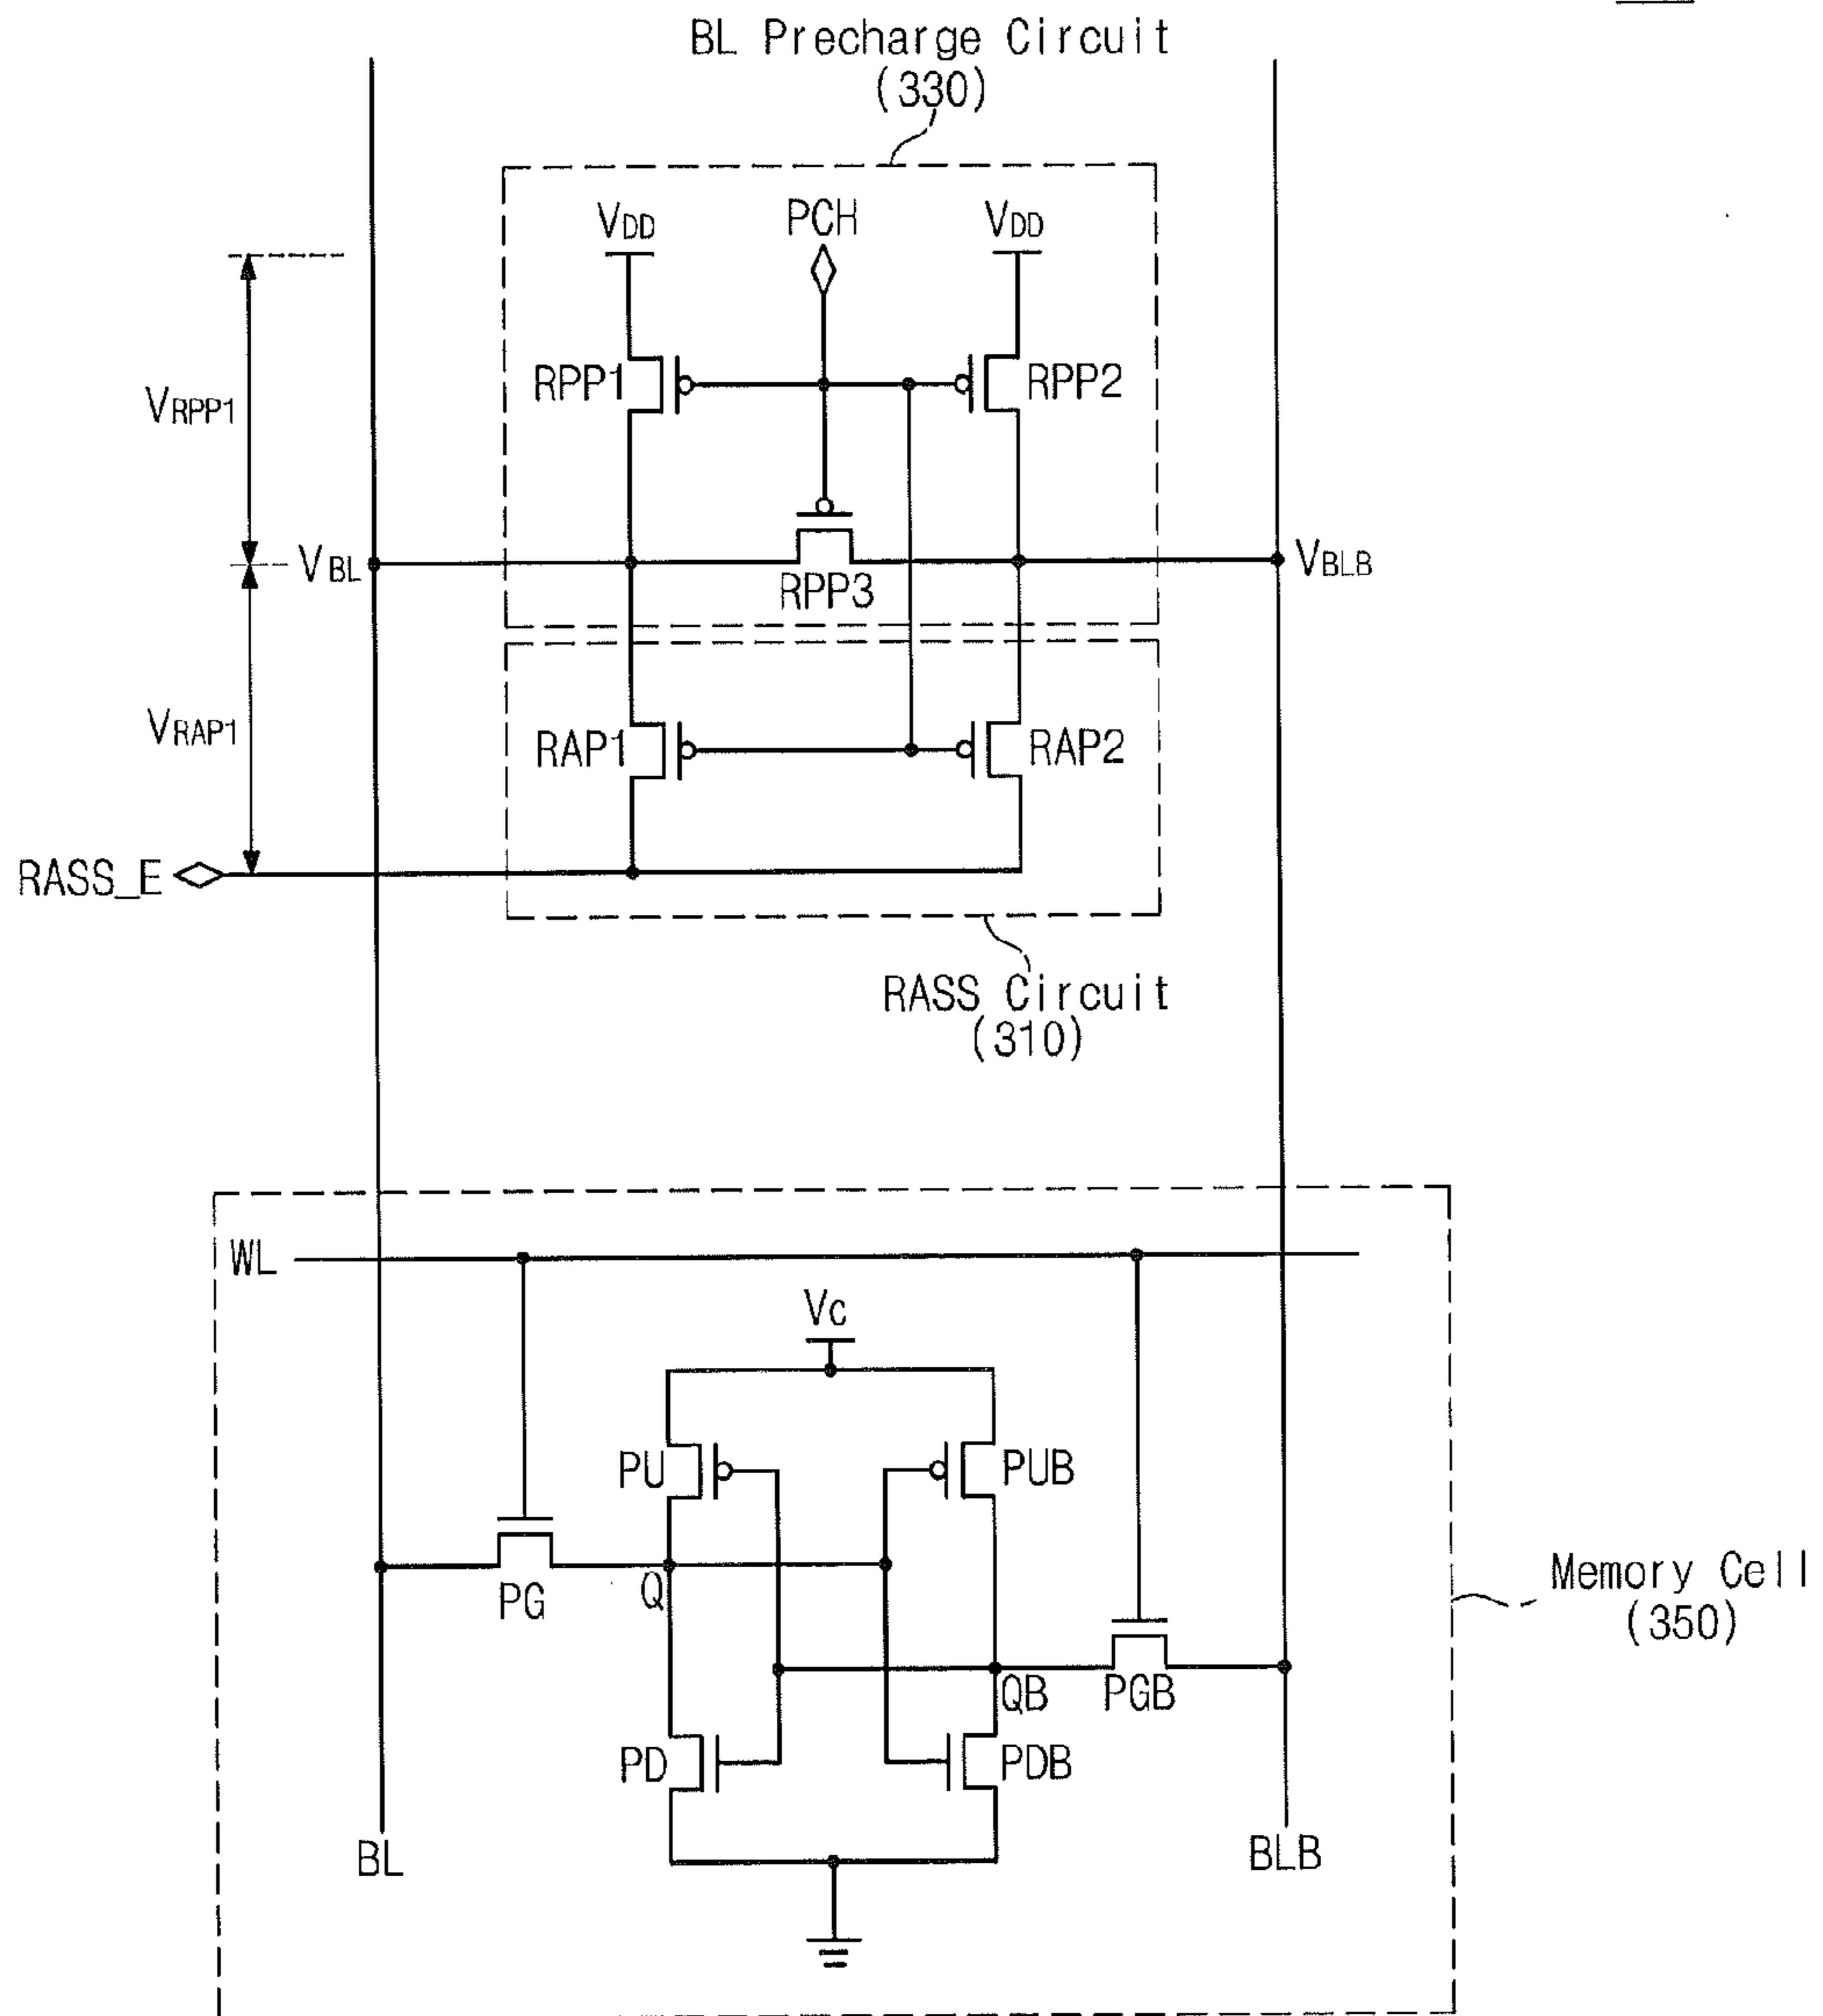 BL Precharge Circuit
(330)
VDD
PCH
VDD
RPP1
RPP2
VRPP1
VBL
RPP3
VBLB
VRAP1
RAP1
RAP2
RASS_E
RASS Circuit
(310)
WL
VC
PU
PUB
PG
Q
Memory Cell
(350)
QB
PGB
PD
PDB
BL
BLB